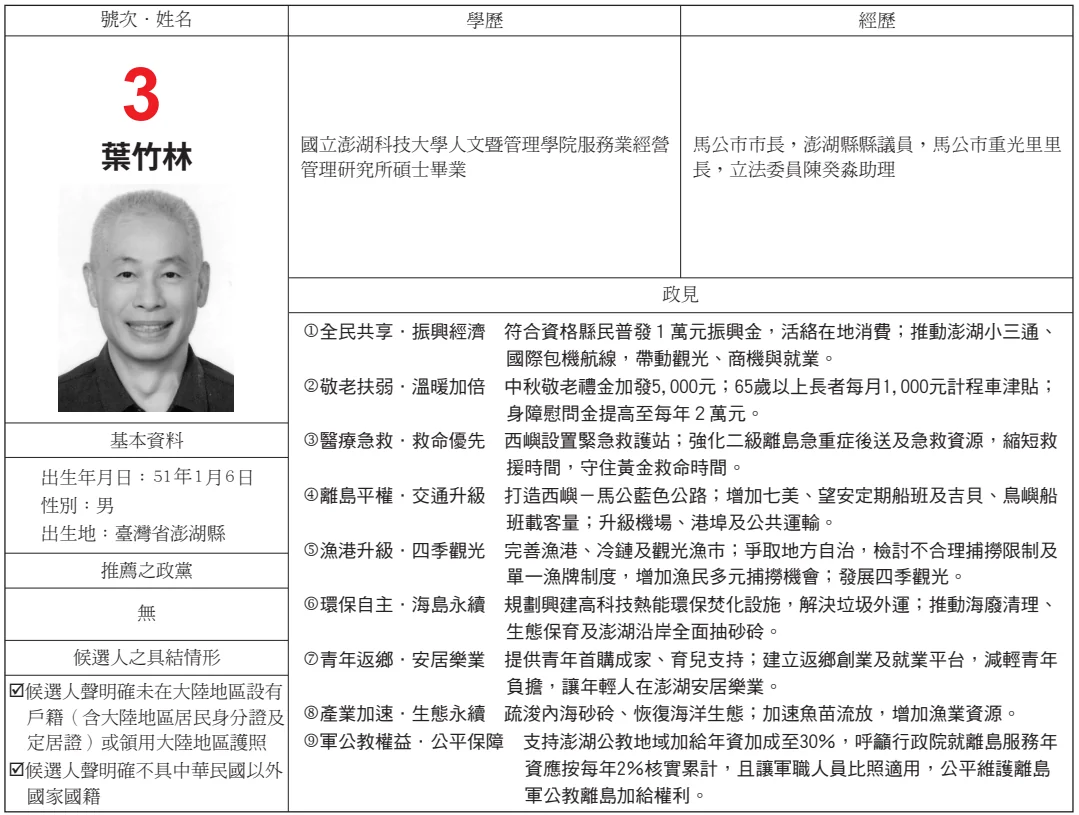 號次．姓名
3
葉竹林
基本資料
出生年月日：51年1月6日
性別：男
出生地：臺灣省澎湖縣
推薦之政黨
無
候選人之具結情形
☑候選人聲明確未在大陸地區設有
戶籍（含大陸地區居民身分證及
定居證）或領用大陸地區護照
☑候選人聲明確不具中華民國以外
國家國籍
學歷
國立澎湖科技大學人文暨管理學院服務業經營
管理研究所碩士畢業
經歷
馬公市市長，澎湖縣縣議員，馬公市重光里里
長，立法委員陳癸淼助理
政見
①全民共享．振興經濟　符合資格縣民普發1萬元振興金，活絡在地消費；推動澎湖小三通、
國際包機航線，帶動觀光、商機與就業。
②敬老扶弱．溫暖加倍　中秋敬老禮金加發5,000元；65歲以上長者每月1,000元計程車津貼；
身障慰問金提高至每年2萬元。
③醫療急救．救命優先　西嶼設置緊急救護站；強化二級離島急重症後送及急救資源，縮短救
援時間，守住黃金救命時間。
④離島平權．交通升級　打造西嶼－馬公藍色公路；增加七美、望安定期船班及吉貝、鳥嶼船
班載客量；升級機場、港埠及公共運輸。
⑤漁港升級．四季觀光　完善漁港、冷鏈及觀光漁市；爭取地方自治，檢討不合理捕撈限制及
單一漁牌制度，增加漁民多元捕撈機會；發展四季觀光。
⑥環保自主．海島永續　規劃興建高科技熱能環保焚化設施，解決垃圾外運；推動海廢清理、
生態保育及澎湖沿岸全面抽砂砱。
⑦青年返鄉．安居樂業　提供青年首購成家、育兒支持；建立返鄉創業及就業平台，減輕青年
負擔，讓年輕人在澎湖安居樂業。
⑧產業加速．生態永續　疏浚內海砂砱、恢復海洋生態；加速魚苗流放，增加漁業資源。
⑨軍公教權益．公平保障　支持澎湖公教地域加給年資加成至30%，呼籲行政院就離島服務年
資應按每年2%核實累計，且讓軍職人員比照適用，公平維護離島
軍公教離島加給權利。